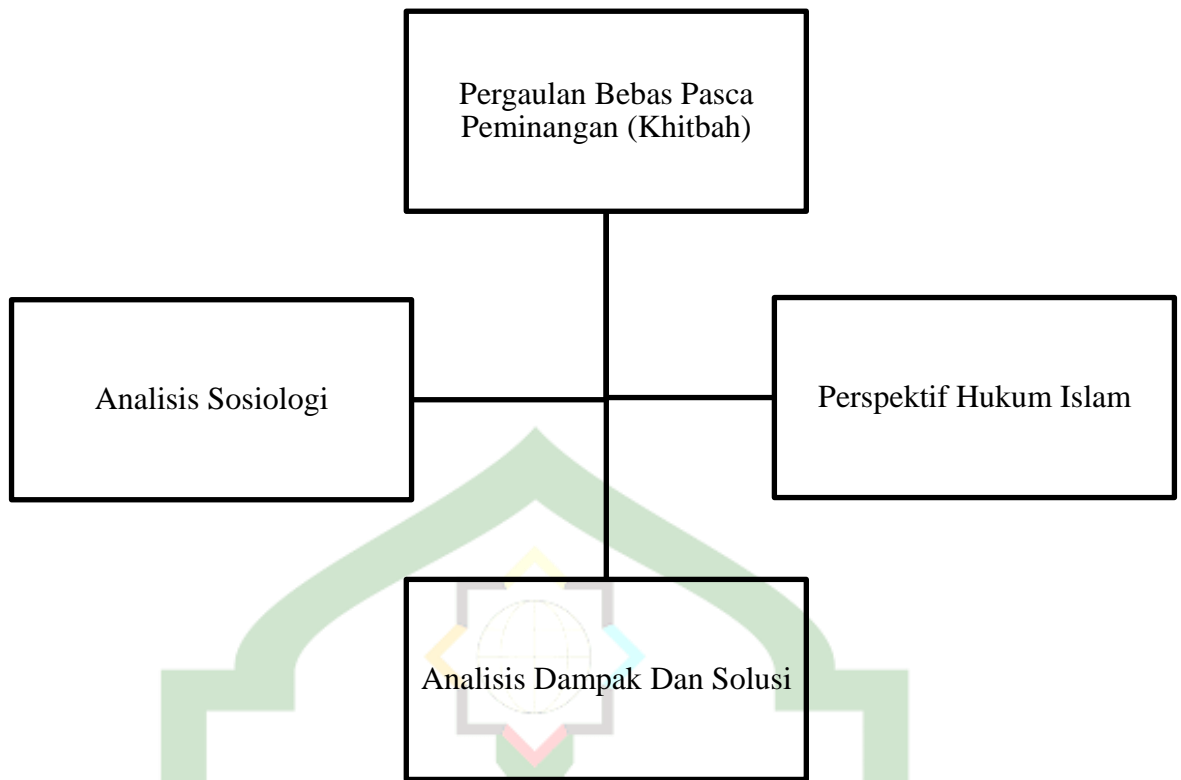 Pergaulan Bebas Pasca
Peminangan (Khitbah)
Analisis Sosiologi
Perspektif Hukum Islam
Analisis Dampak Dan Solusi